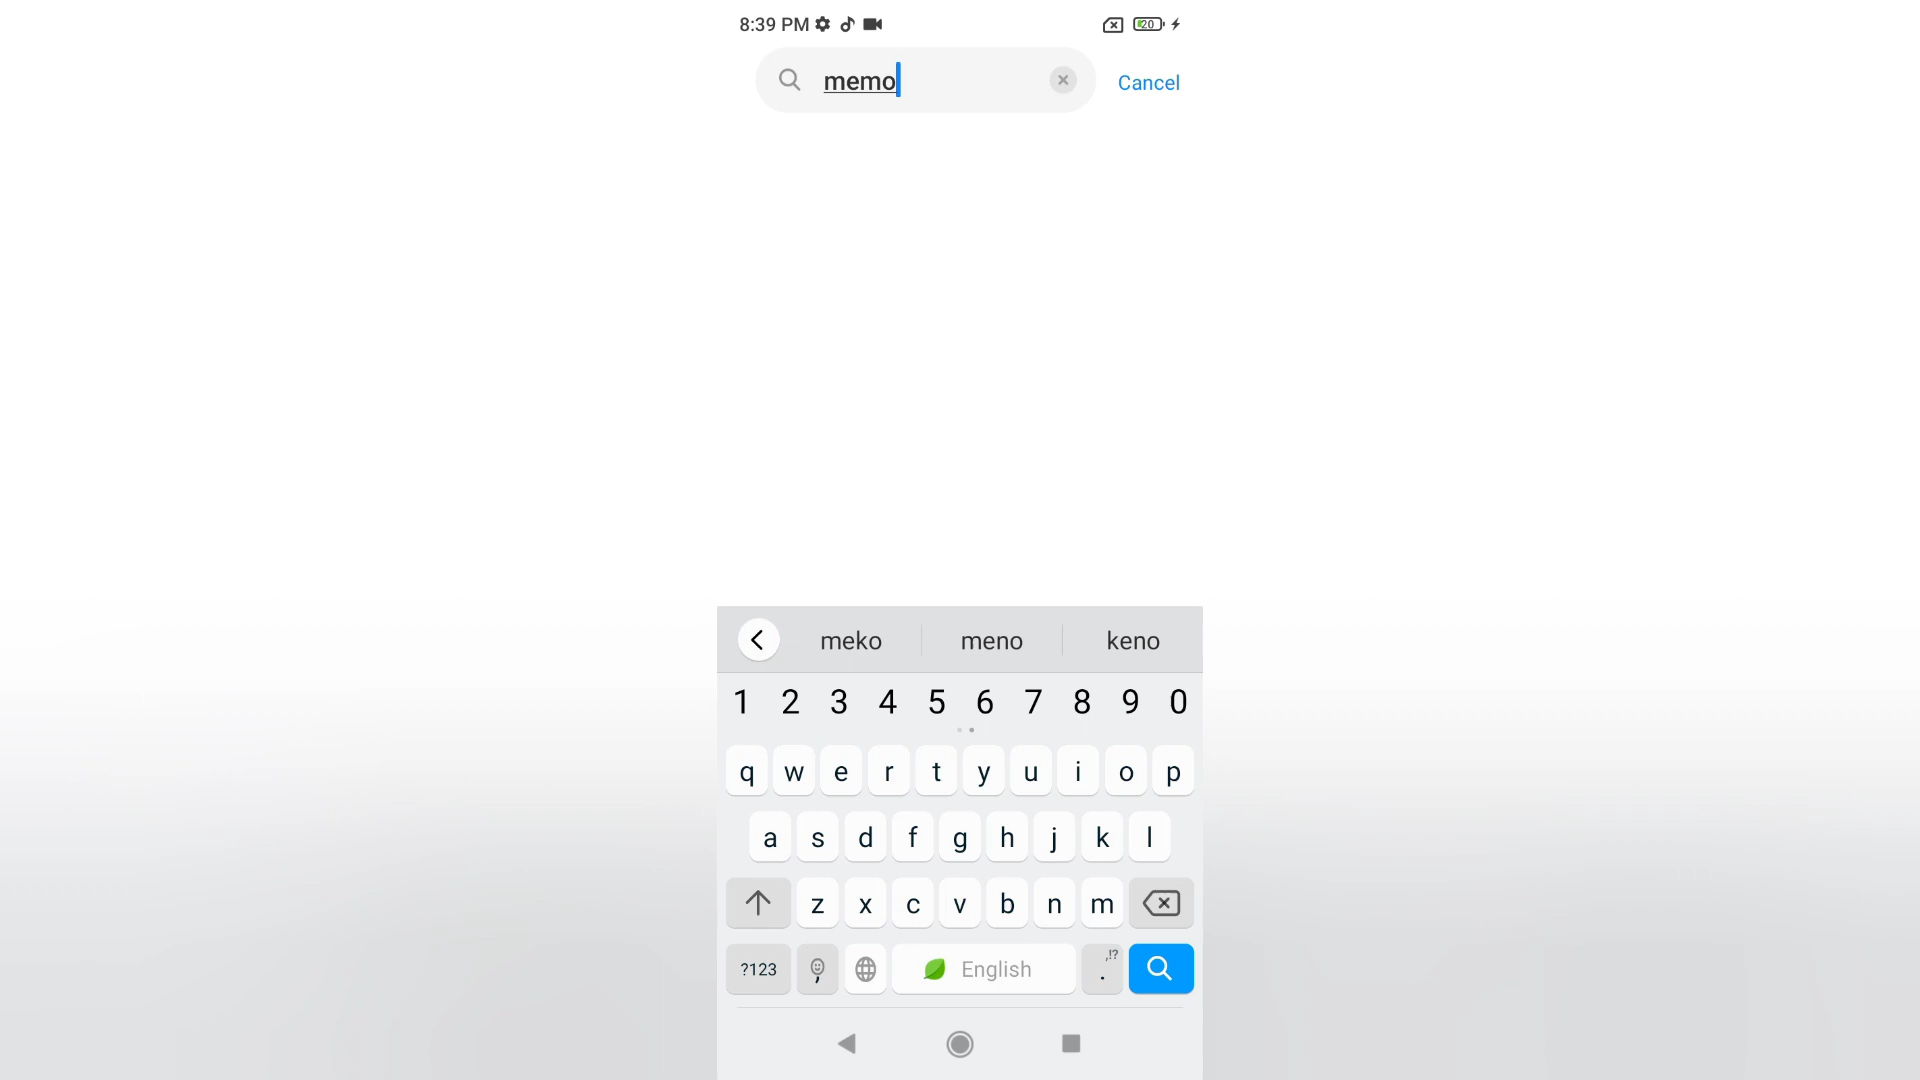 8:39 PM
20
memo
Cancel
meko meno keno
1 2 3 4 5 6 7 8 9 0
q w e r t y u i o p
a s d f g h j k l
z x c v b n m
?123 , English ,!? .